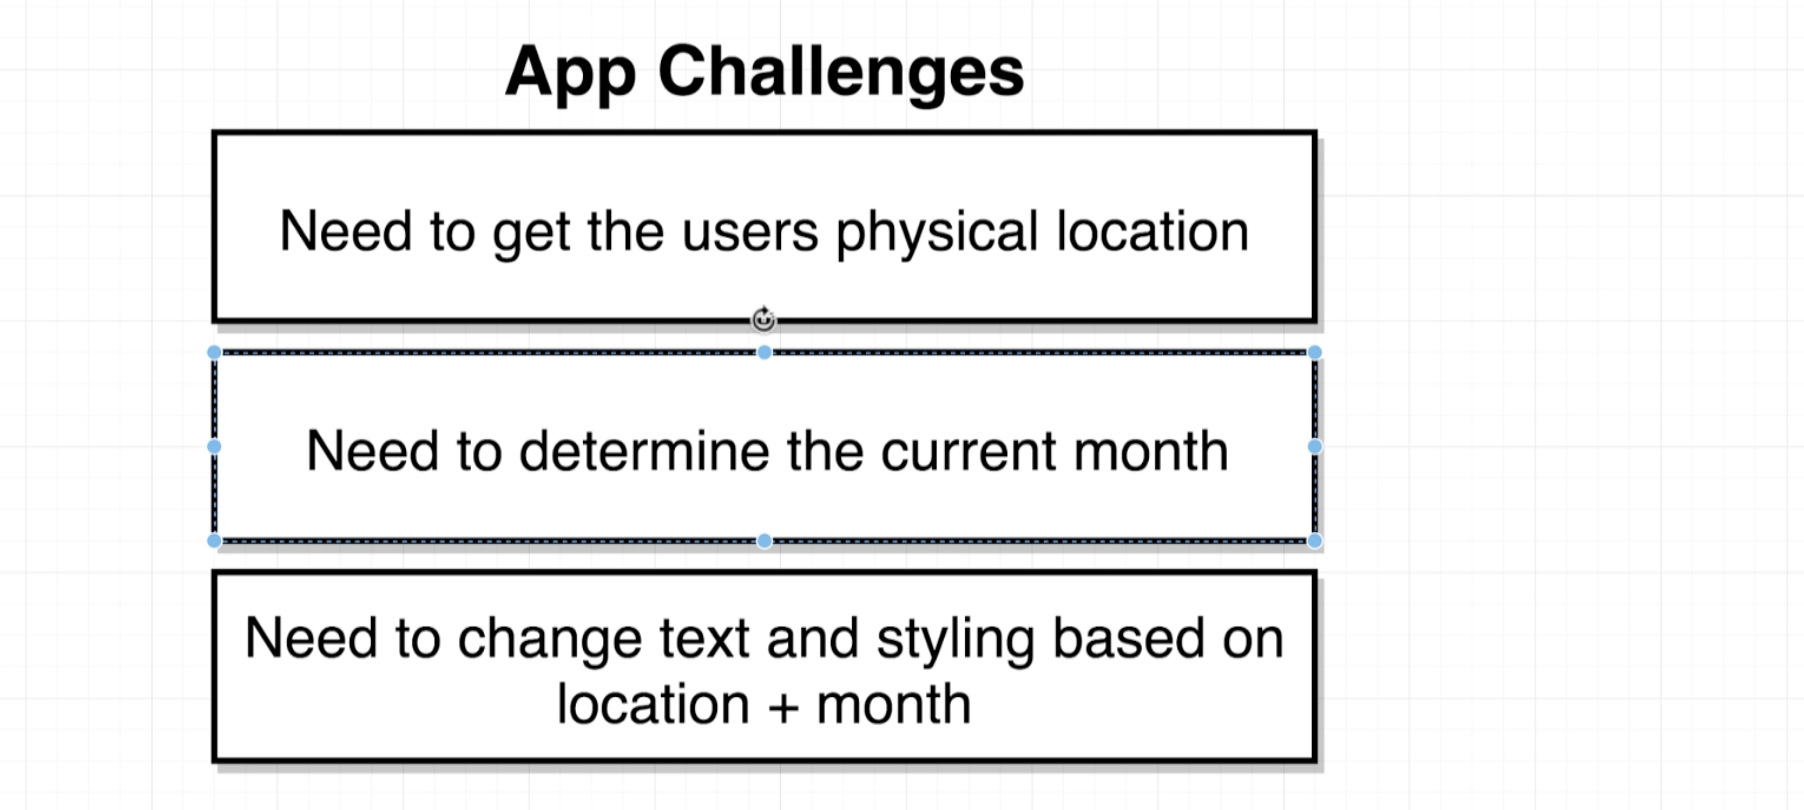 App Challenges
Need to get the users physical location
Need to determine the current month
Need to change text and styling based on
location + month